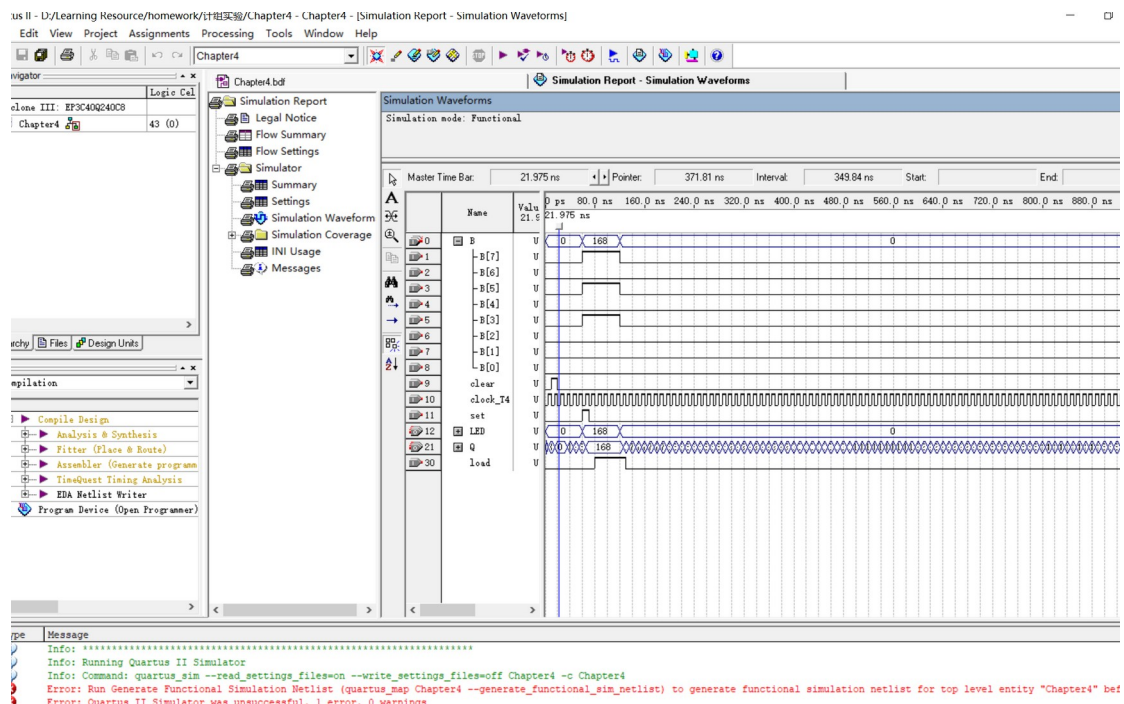 tus II - D:/Learning Resource/homework/计组实验/Chapter4 - Chapter4 - [Simulation Report - Simulation Waveforms]
Edit View Project Assignments Processing Tools Window Help
Chapter4
vigator
Chapter4.bdf
Simulation Report - Simulation Waveforms
Logic Cel
clone III: EP3C40Q240C8
Chapter4 43 (0)
archy Files Design Units
mpilation
Compile Design
Analysis & Synthesis
Fitter (Place & Route)
Assembler (Generate programm
TimeQuest Timing Analysis
EDA Netlist Writer
Program Device (Open Programmer)
Simulation Report
Legal Notice
Flow Summary
Flow Settings
Simulator
Summary
Settings
Simulation Waveform
Simulation Coverage
INI Usage
Messages
Simulation Waveforms
Simulation mode: Functional
Master Time Bar: 21.975 ns Pointer: 371.81 ns Interval: 349.84 ns Start: End:
Name Valu 21.9
0 ps 80.0 ns 160.0 ns 240.0 ns 320.0 ns 400.0 ns 480.0 ns 560.0 ns 640.0 ns 720.0 ns 800.0 ns 880.0 ns
21.975 ns
0 B U 0 168 0
1 B[7] U
2 B[6] U
3 B[5] U
4 B[4] U
5 B[3] U
6 B[2] U
7 B[1] U
8 B[0] U
9 clear U
10 clock_T4 U
11 set U
12 LED U 0 168 0
21 Q U 168
30 load U
ype Message
Info: *******************************************************************
Info: Running Quartus II Simulator
Info: Command: quartus_sim --read_settings_files=on --write_settings_files=off Chapter4 -c Chapter4
Error: Run Generate Functional Simulation Netlist (quartus_map Chapter4 --generate_functional_sim_netlist) to generate functional simulation netlist for top level entity "Chapter4" bef
Error: Quartus II Simulator was unsuccessful. 1 error, 0 warnings